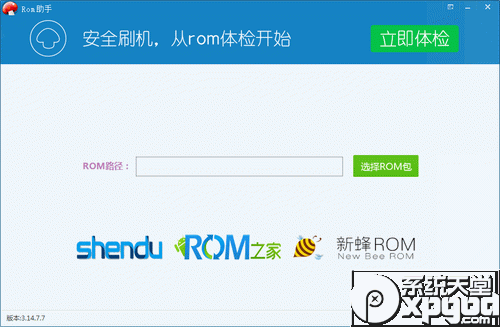 Rom助手
安全刷机，从rom体检开始
立即体检
ROM路径：
选择ROM包
shendu
ROM之家
新蜂ROM
New Bee ROM
系统天堂
Dxpgod
版本:3.14.7.7